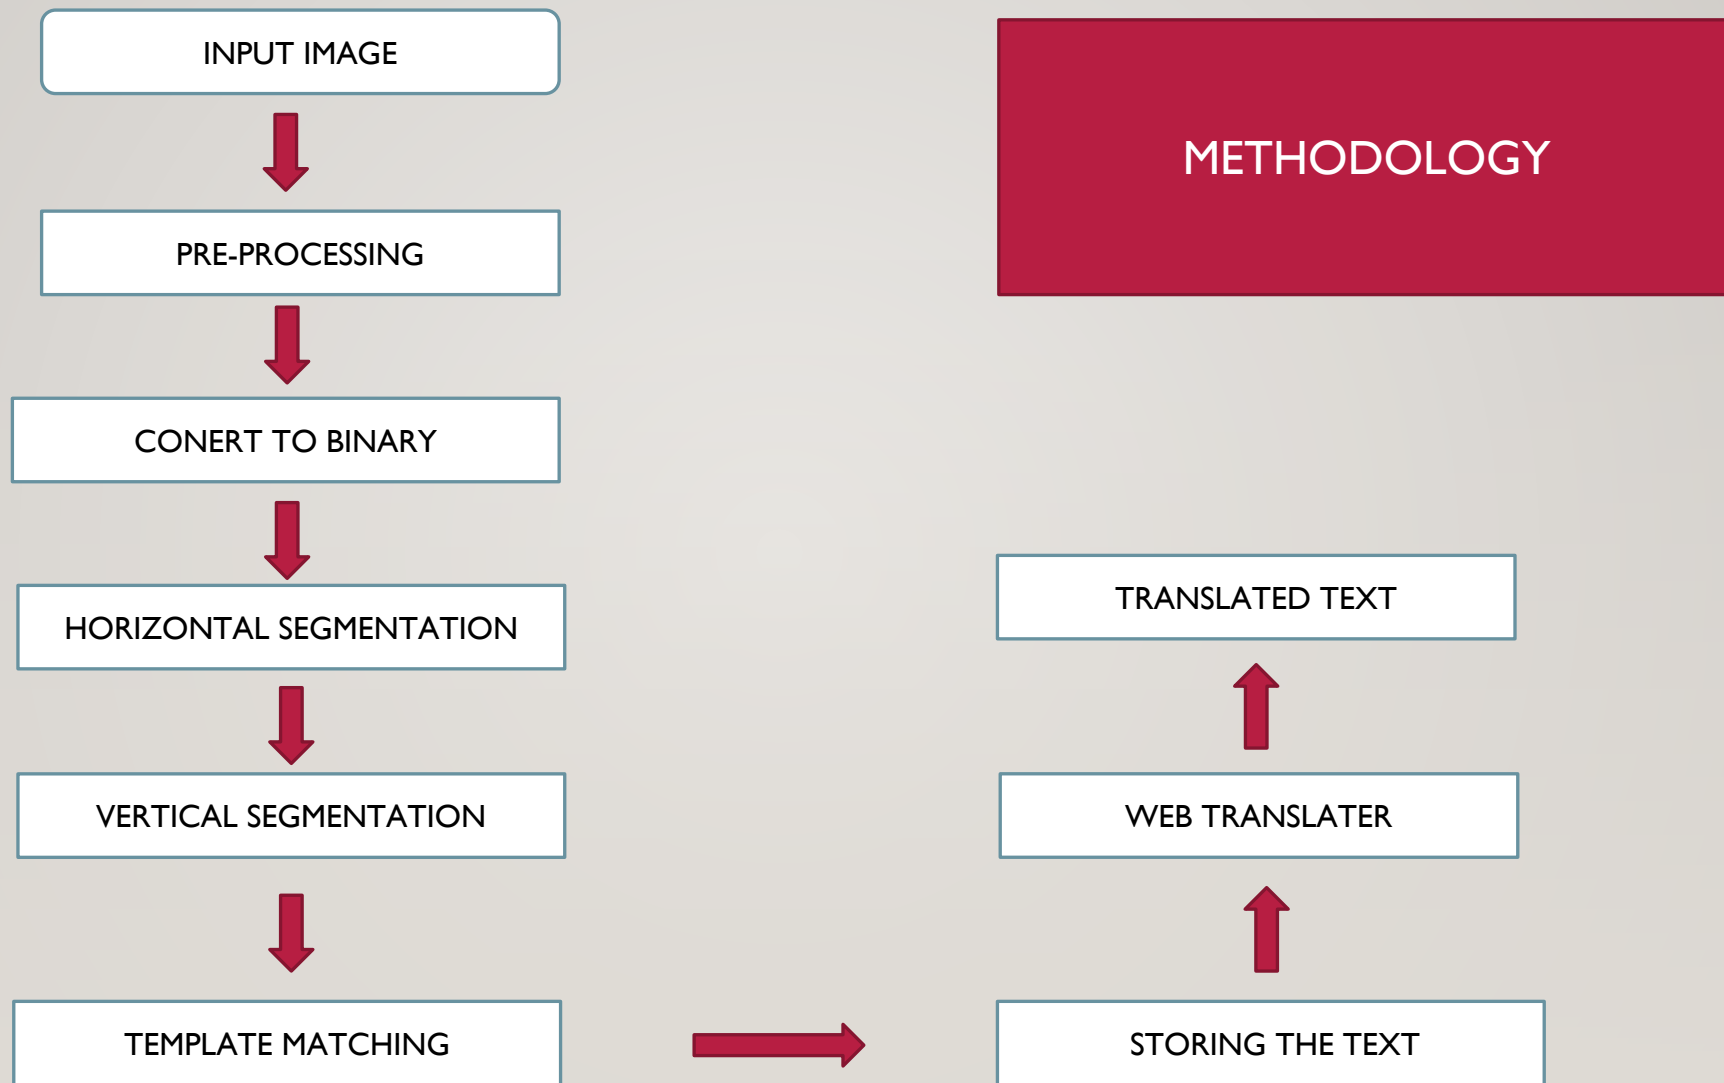 METHODOLOGY
INPUT IMAGE
PRE-PROCESSING
CONERT TO BINARY
HORIZONTAL SEGMENTATION
VERTICAL SEGMENTATION
TEMPLATE MATCHING
STORING THE TEXT
WEB TRANSLATER
TRANSLATED TEXT